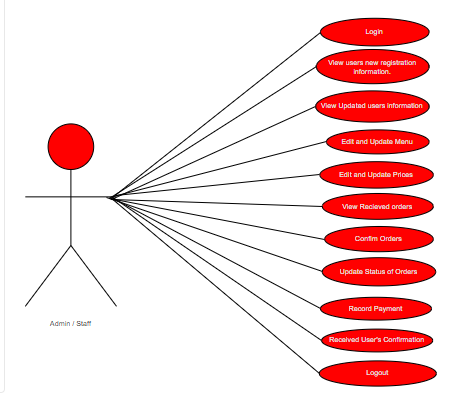 Login
View users new registration
information.
View Updated users information
Edit and Update Menu
Edit and Update Prices
View Recieved orders
Confirm Orders
Update Status of Orders
Record Payment
Received User's Confirmation
Logout
Admin / Staff